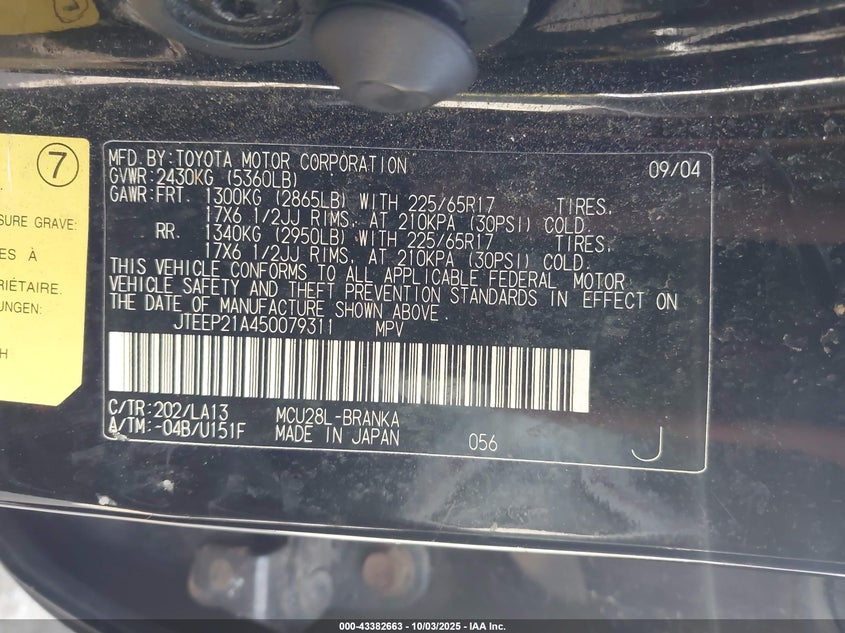 7
MFD.BY:TOYOTA MOTOR CORPORATION 09/04
GVWR:2430KG (5360LB)
GAWR:FRT. 1300KG (2865LB) WITH 225/65R17 TIRES,
17X6 1/2JJ RIMS, AT 210KPA (30PSI) COLD.
RR. 1340KG (2950LB) WITH 225/65R17 TIRES,
17X6 1/2JJ RIMS, AT 210KPA (30PSI) COLD.
THIS VEHICLE CONFORMS TO ALL APPLICABLE FEDERAL MOTOR
VEHICLE SAFETY AND THEFT PREVENTION STANDARDS IN EFFECT ON
THE DATE OF MANUFACTURE SHOWN ABOVE
JTEEP21A450079311 MPV
C/TR:202/LA13 MCU28L-BRANKA
A/TM:-04B/U151F MADE IN JAPAN 056 J
SURE GRAVE:
ES À
RIÉTAIRE.
UNGEN:
H
000-43382663 - 10/03/2025 - IAA Inc.